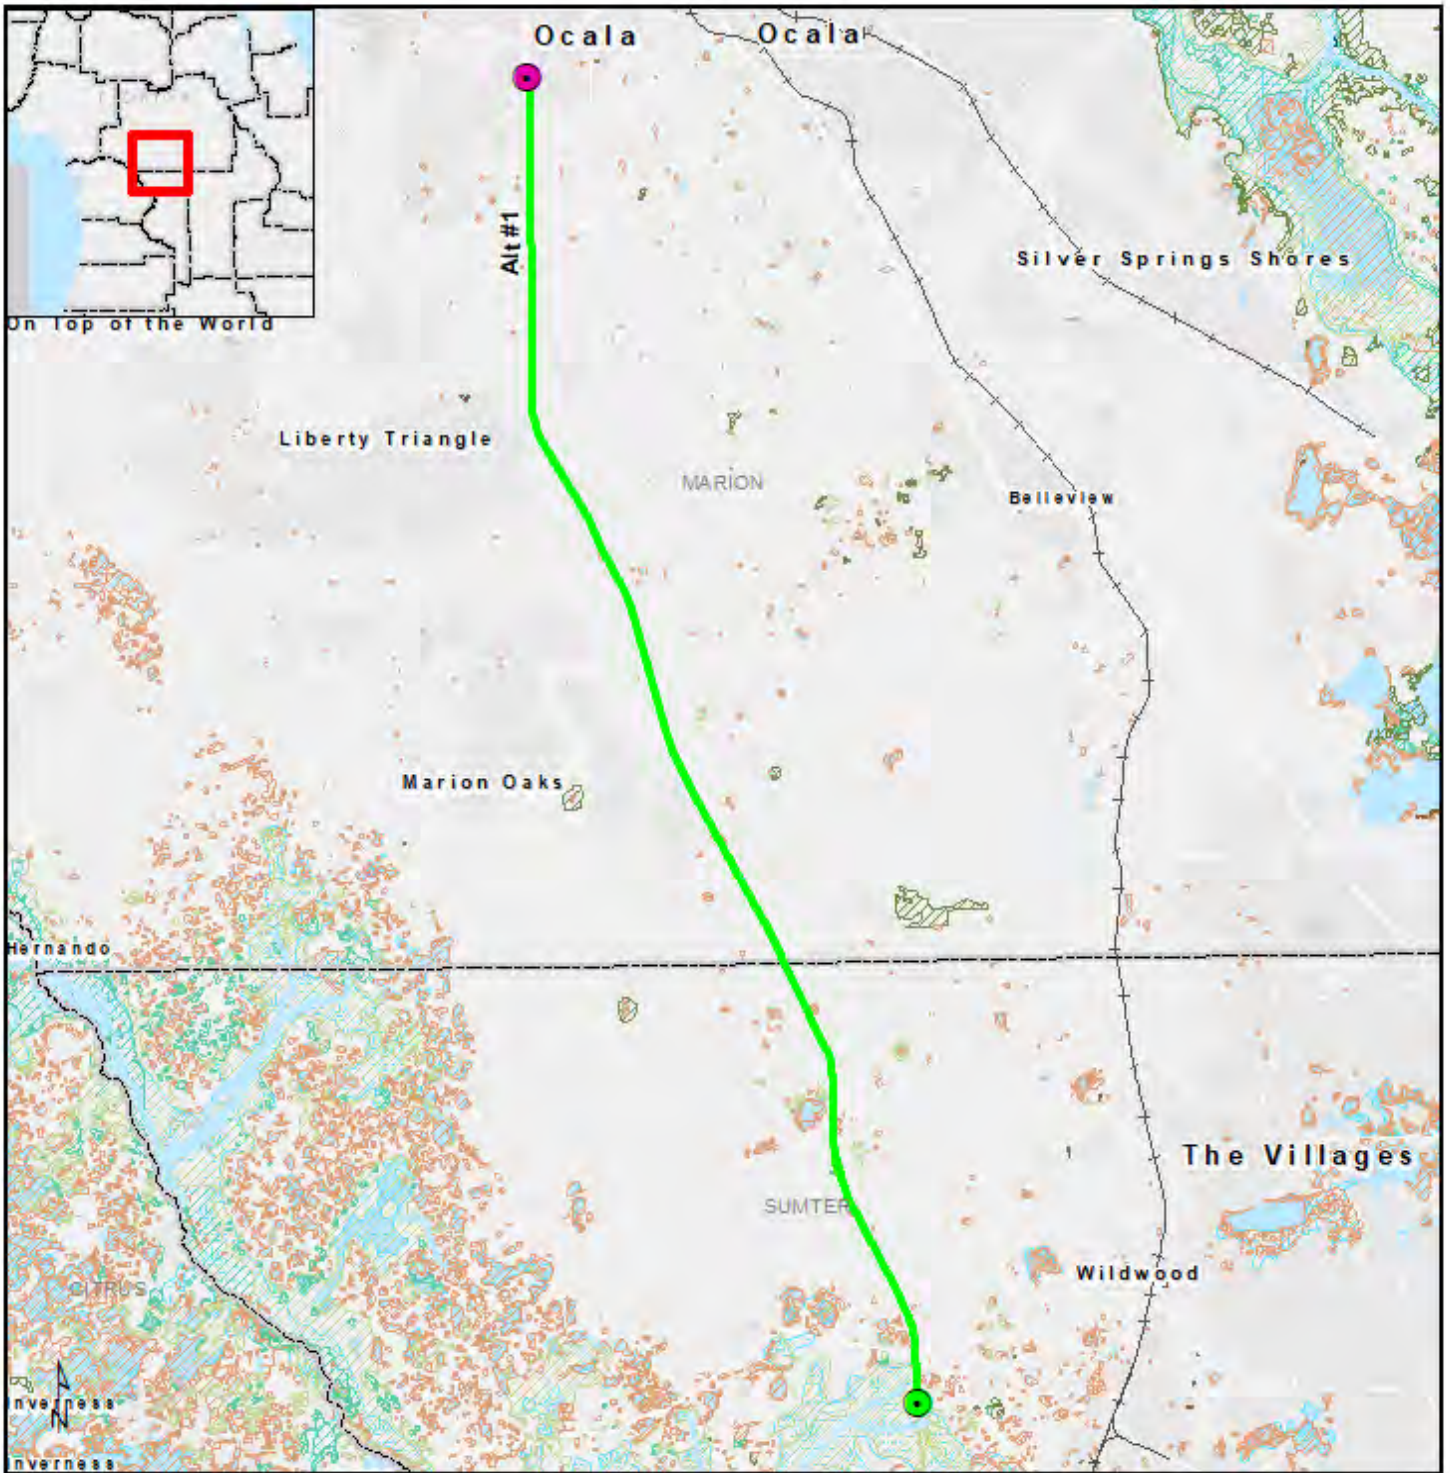 Ocala
Ocala
Alt #1
Silver Springs Shores
On Top of the World
Liberty Triangle
MARION
Belleview
Marion Oaks
Hernando
The Villages
SUMTER
Wildwood
CITRUS
Inverness
N
Inverness